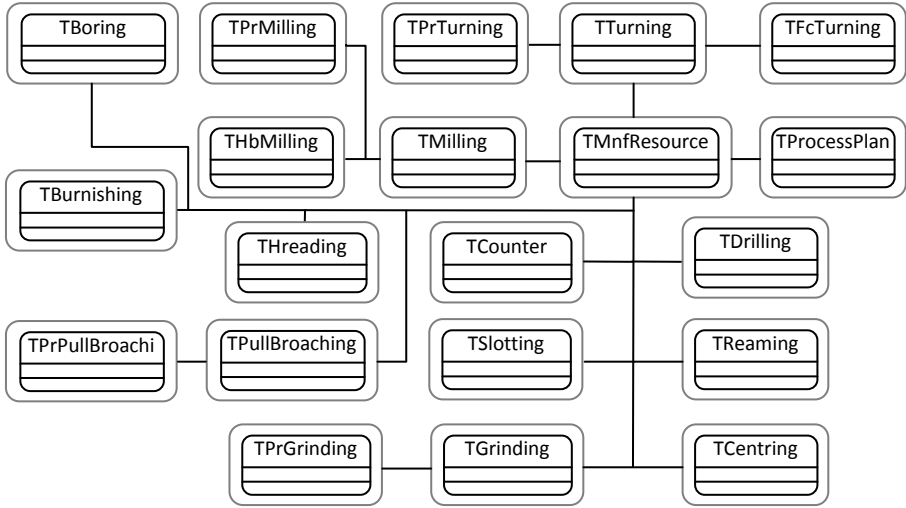 TBoring
TPrMilling
TPrTurning
TTurning
TFcTurning
THbMilling
TMilling
TMnfResource
TProcessPlan
TBurnishing
THreading
TCounter
TDrilling
TPrPullBroachi
TPullBroaching
TSlotting
TReaming
TPrGrinding
TGrinding
TCentring